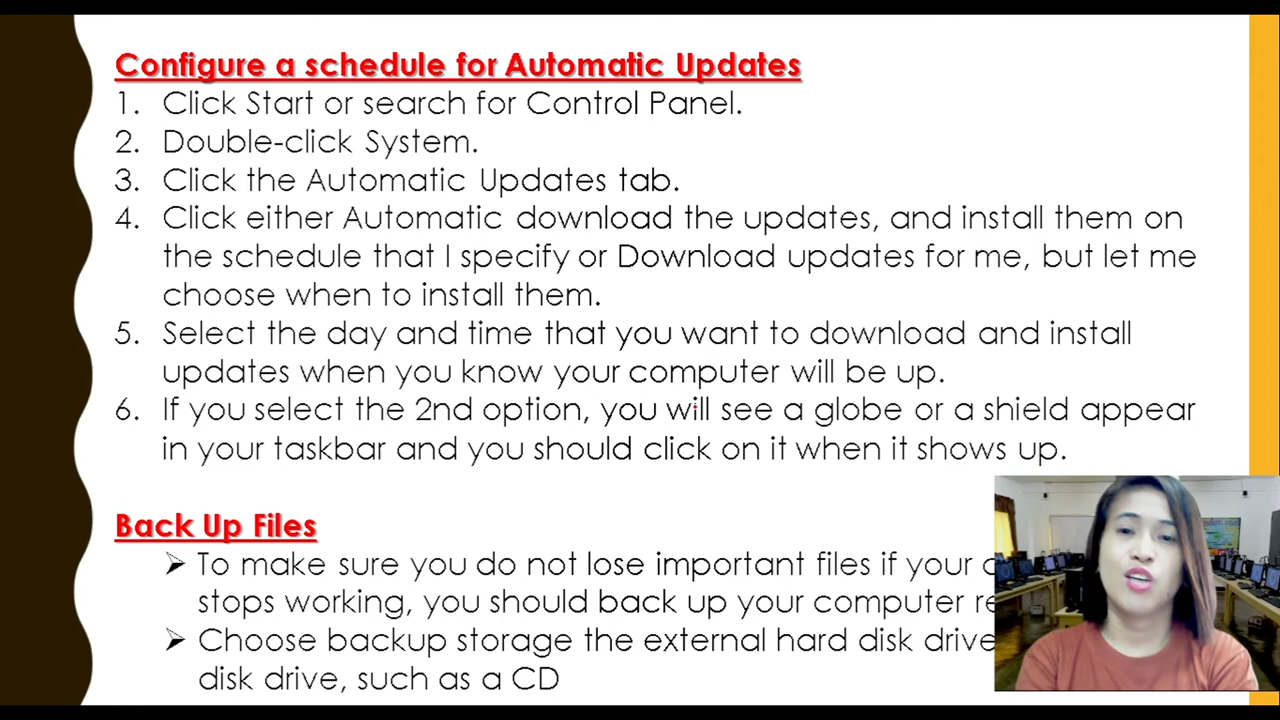 Configure a schedule for Automatic Updates
1. Click Start or search for Control Panel.
2. Double-click System.
3. Click the Automatic Updates tab.
4. Click either Automatic download the updates, and install them on
the schedule that I specify or Download updates for me, but let me
choose when to install them.
5. Select the day and time that you want to download and install
updates when you know your computer will be up.
6. If you select the 2nd option, you will see a globe or a shield appear
in your taskbar and you should click on it when it shows up.
Back Up Files
➢ To make sure you do not lose important files if your
stops working, you should back up your computer
➢ Choose backup storage the external hard disk drive
disk drive, such as a CD